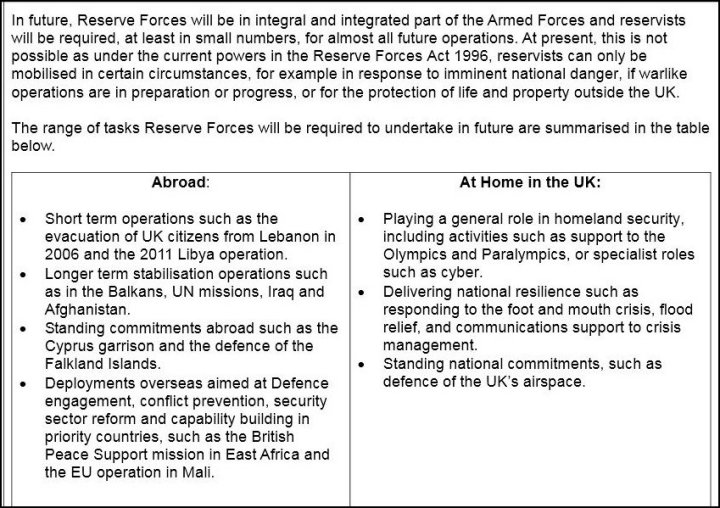 In future, Reserve Forces will be in integral and integrated part of the Armed Forces and reservists
will be required, at least in small numbers, for almost all future operations. At present, this is not
possible as under the current powers in the Reserve Forces Act 1996, reservists can only be
mobilised in certain circumstances, for example in response to imminent national danger, if warlike
operations are in preparation or progress, or for the protection of life and property outside the UK.
The range of tasks Reserve Forces will be required to undertake in future are summarised in the table
below.
Abroad:
• Short term operations such as the
evacuation of UK citizens from Lebanon in
2006 and the 2011 Libya operation.
• Longer term stabilisation operations such
as in the Balkans, UN missions, Iraq and
Afghanistan.
• Standing commitments abroad such as the
Cyprus garrison and the defence of the
Falkland Islands.
• Deployments overseas aimed at Defence
engagement, conflict prevention, security
sector reform and capability building in
priority countries, such as the British
Peace Support mission in East Africa and
the EU operation in Mali.
At Home in the UK:
• Playing a general role in homeland security,
including activities such as support to the
Olympics and Paralympics, or specialist roles
such as cyber.
• Delivering national resilience such as
responding to the foot and mouth crisis, flood
relief, and communications support to crisis
management.
• Standing national commitments, such as
defence of the UK's airspace.